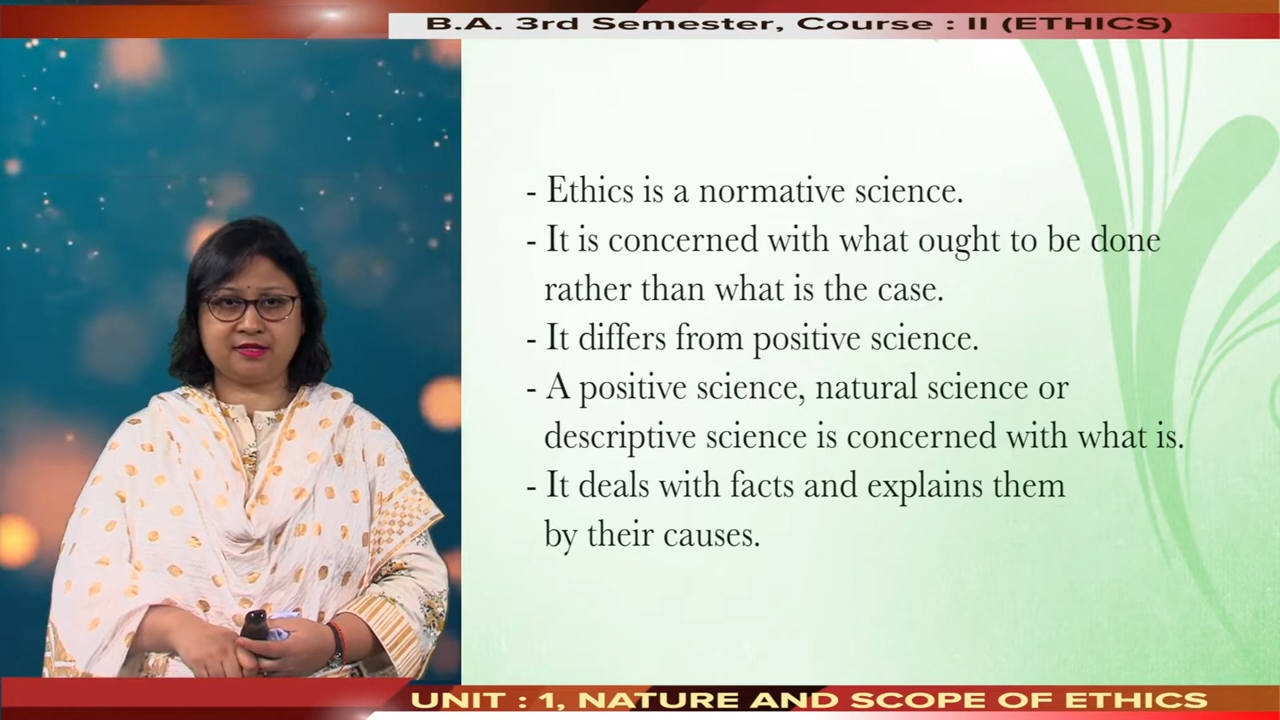 B.A. 3rd Semester, Course : II (ETHICS)
- Ethics is a normative science.
- It is concerned with what ought to be done
rather than what is the case.
- It differs from positive science.
- A positive science, natural science or
descriptive science is concerned with what is.
- It deals with facts and explains them
by their causes.
UNIT : 1, NATURE AND SCOPE OF ETHICS